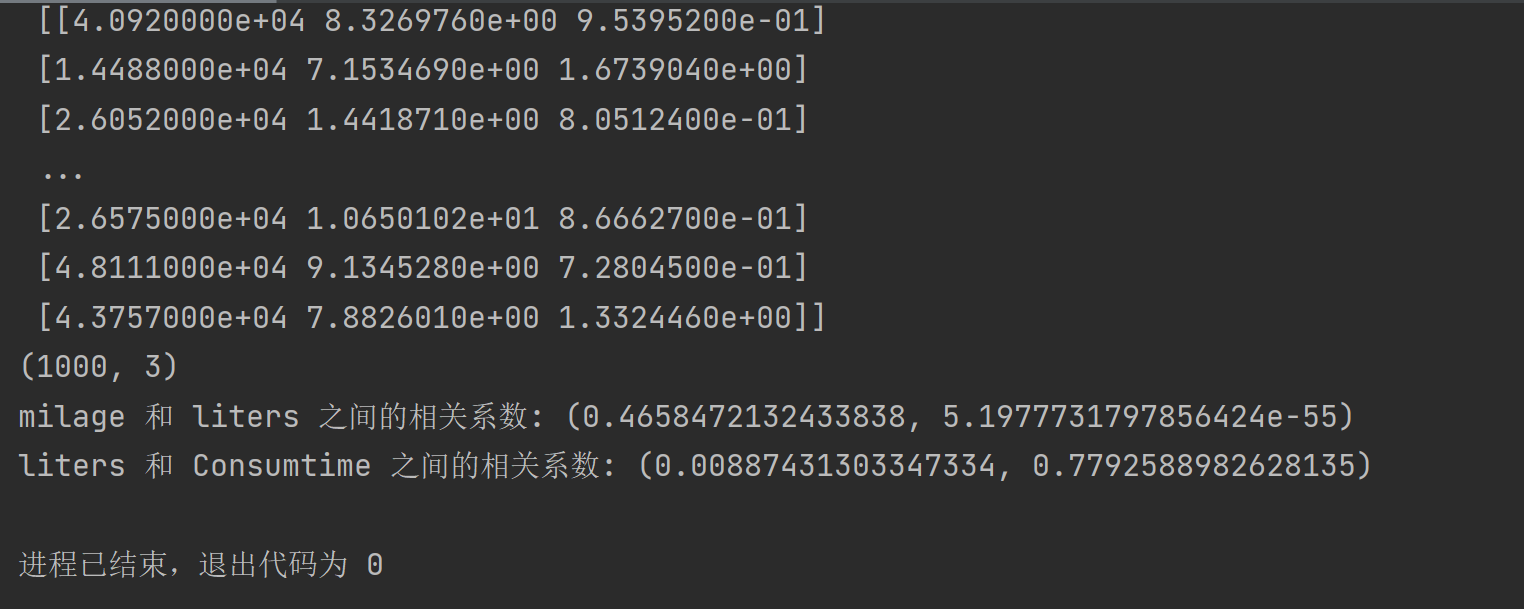 [[4.0920000e+04 8.3269760e+00 9.5395200e-01]
[1.4488000e+04 7.1534690e+00 1.6739040e+00]
[2.6052000e+04 1.4418710e+00 8.0512400e-01]
...
[2.6575000e+04 1.0650102e+01 8.6662700e-01]
[4.8111000e+04 9.1345280e+00 7.2804500e-01]
[4.3757000e+04 7.8826010e+00 1.3324460e+00]]
(1000, 3)
milage 和 liters 之间的相关系数: (0.4658472132433838, 5.1977731797856424e-55)
liters 和 Consumtime 之间的相关系数: (0.00887431303347334, 0.7792588982628135)
进程已结束，退出代码为 0